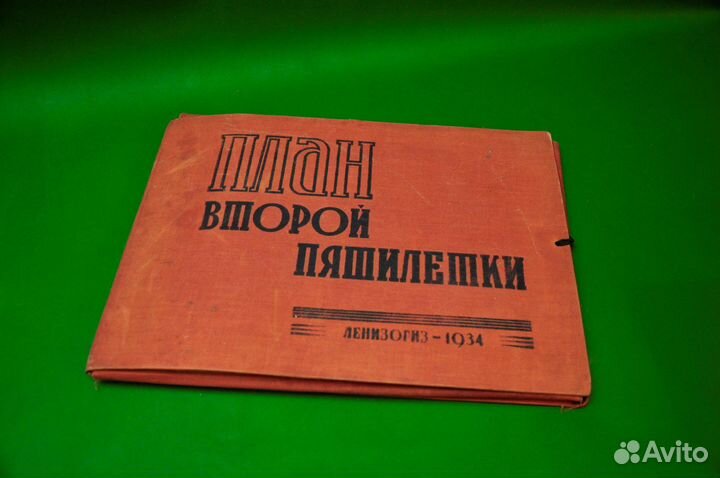 план
второй
пятилетки
ленизогиз - 1934
Avito